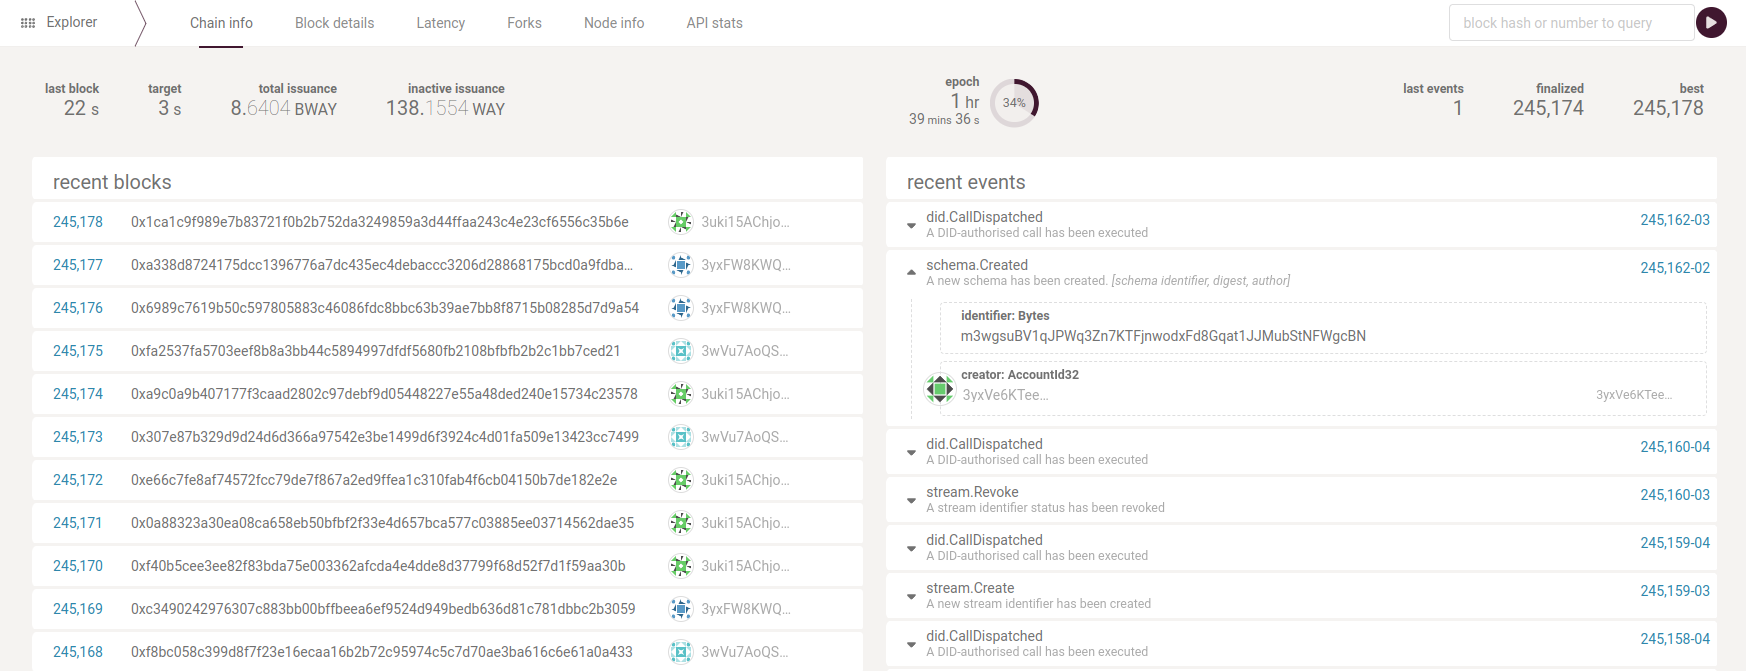 Explorer
Chain info
Block details
Latency
Forks
Node info
API stats
block hash or number to query
last block
22 s
target
3 s
total issuance
8.6404 BWAY
inactive issuance
138.1554 WAY
epoch
1 hr
39 mins 36 s
34%
last events
1
finalized
245,174
best
245,178
recent blocks
245,178 0x1ca1c9f989e7b83721f0b2b752da3249859a3d44ffaa243c4e23cf6556c35b6e 3uki15AChjo...
245,177 0xa338d8724175dcc1396776a7dc435ec4debaccc3206d28868175bcd0a9fdba... 3yxFW8KWQ...
245,176 0x6989c7619b50c597805883c46086fdc8bbc63b39ae7bb8f8715b08285d7d9a54 3yxFW8KWQ...
245,175 0xfa2537fa5703eef8b8a3bb44c5894997dfdf5680fb2108bfbfb2b2c1bb7ced21 3wVu7AoQS...
245,174 0xa9c0a9b407177f3caad2802c97debf9d05448227e55a48ded240e15734c23578 3uki15AChjo...
245,173 0x307e87b329d9d24d6d366a97542e3be1499d6f3924c4d01fa509e13423cc7499 3wVu7AoQS...
245,172 0xe66c7fe8af74572fcc79de7f867a2ed9ffea1c310fab4f6cb04150b7de182e2e 3uki15AChjo...
245,171 0x0a88323a30ea08ca658eb50bfbf2f33e4d657bca577c03885ee03714562dae35 3uki15AChjo...
245,170 0xf40b5cee3ee82f83bda75e003362afcda4e4dde8d37799f68d52f7d1f59aa30b 3uki15AChjo...
245,169 0xc3490242976307c883bb00bffbeea6ef9524d949bedb636d81c781dbbc2b3059 3yxFW8KWQ...
245,168 0xf8bc058c399d8f7f23e16ecaa16b2b72c95974c5c7d70ae3ba616c6e61a0a433 3wVu7AoQS...
recent events
did.CallDispatched 245,162-03
A DID-authorised call has been executed
schema.Created 245,162-02
A new schema has been created. [schema identifier, digest, author]
identifier: Bytes
m3wgsuBV1qJPWq3Zn7KTFjnwodxFd8Gqat1JJMubStNFWgcBN
creator: AccountId32
3yxVe6KTee... 3yxVe6KTee...
did.CallDispatched 245,160-04
A DID-authorised call has been executed
stream.Revoke 245,160-03
A stream identifier status has been revoked
did.CallDispatched 245,159-04
A DID-authorised call has been executed
stream.Create 245,159-03
A new stream identifier has been created
did.CallDispatched 245,158-04
A DID-authorised call has been executed